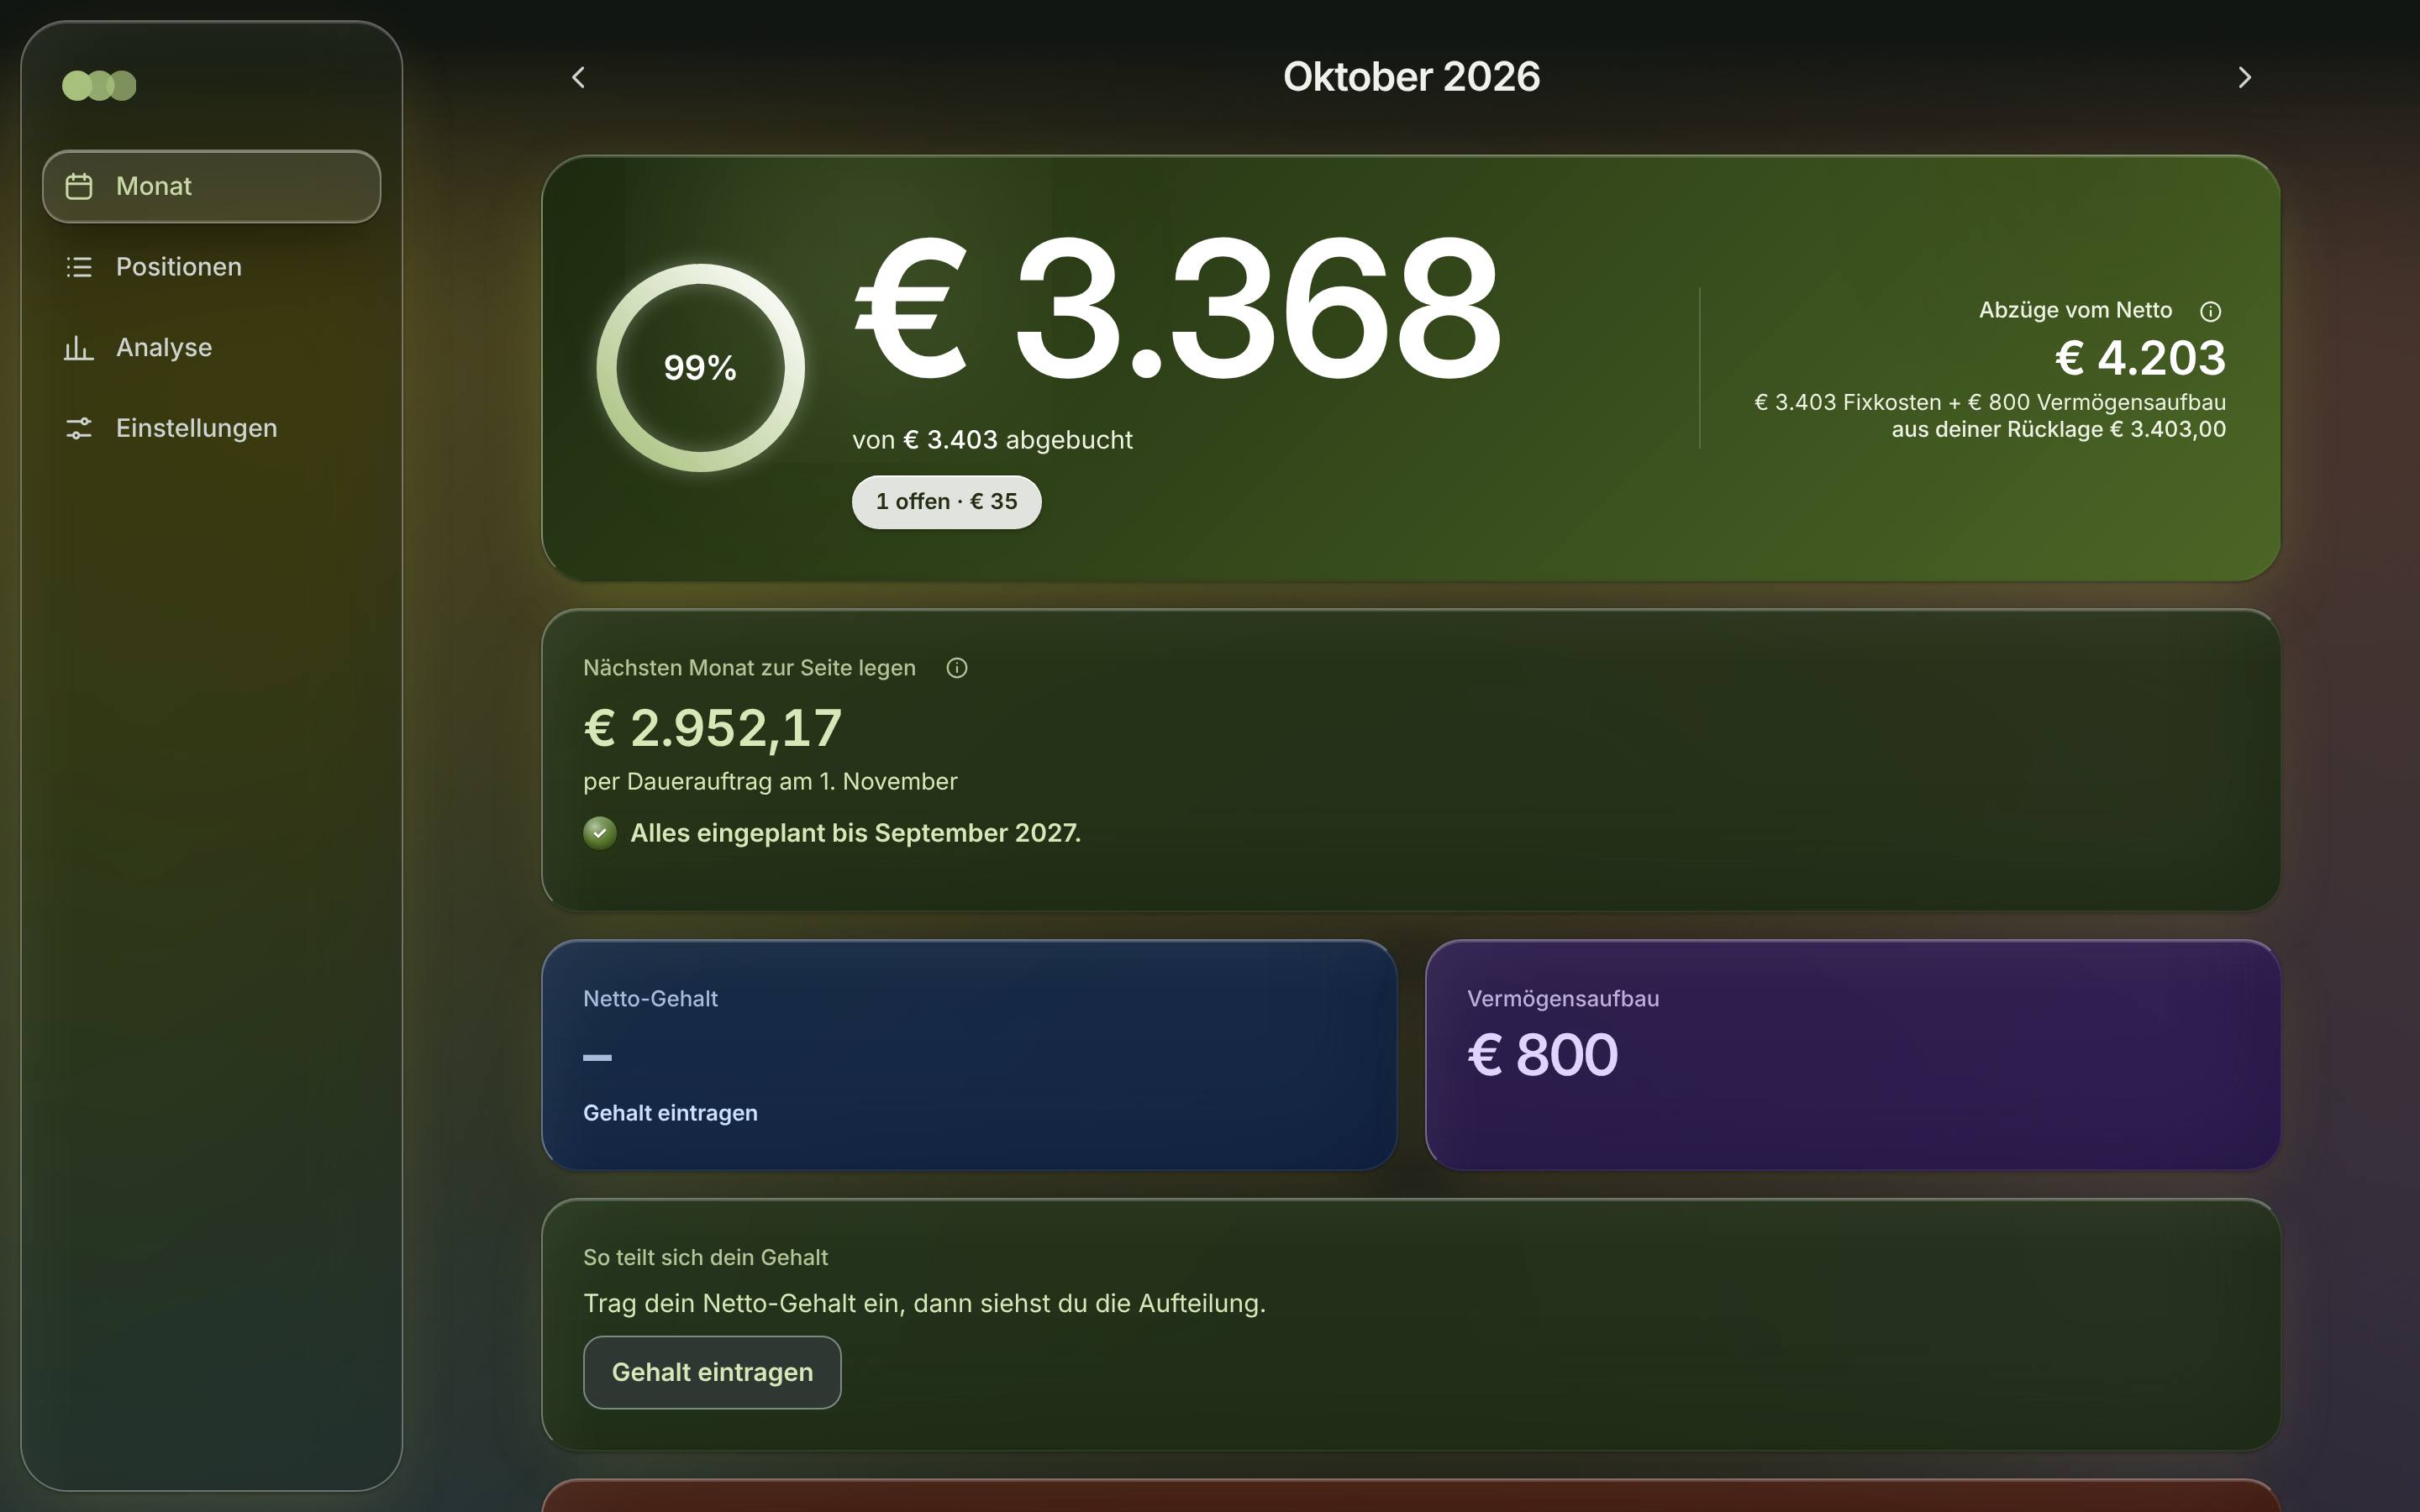 Monat
Positionen
Analyse
Einstellungen
Oktober 2026
99%
€ 3.368
von € 3.403 abgebucht
1 offen · € 35
Abzüge vom Netto
€ 4.203
€ 3.403 Fixkosten + € 800 Vermögensaufbau
aus deiner Rücklage € 3.403,00
Nächsten Monat zur Seite legen
€ 2.952,17
per Dauerauftrag am 1. November
Alles eingeplant bis September 2027.
Netto-Gehalt
–
Gehalt eintragen
Vermögensaufbau
€ 800
So teilt sich dein Gehalt
Trag dein Netto-Gehalt ein, dann siehst du die Aufteilung.
Gehalt eintragen